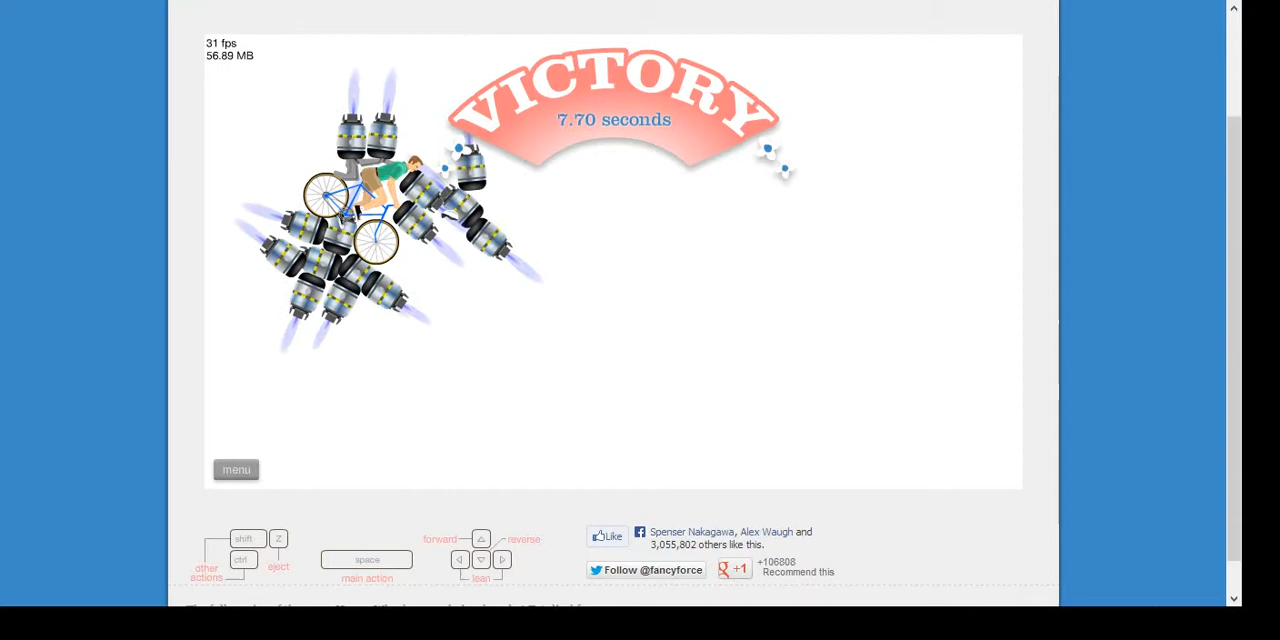 31 fps
56.89 MB
VICTORY
7.70 seconds
menu
shift
Z
forward
reverse
Like
Spenser Nakagawa, Alex Waugh and
3,055,802 others like this.
other
actions
ctrl
eject
space
main action
lean
Follow @fancyforce
+1
+106808
Recommend this